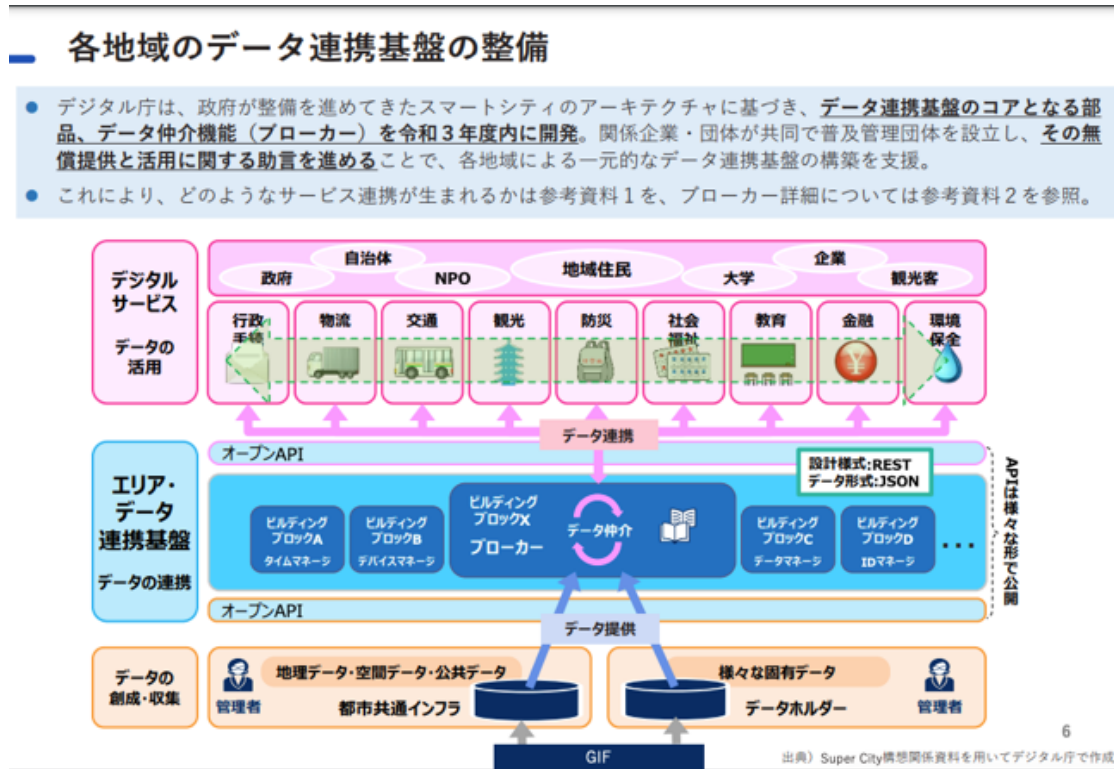 各地域のデータ連携基盤の整備
● デジタル庁は、政府が整備を進めてきたスマートシティのアーキテクチャに基づき、データ連携基盤のコアとなる部
品、データ仲介機能（ブローカー）を令和３年度内に開発。関係企業・団体が共同で普及管理団体を設立し、その無
償提供と活用に関する助言を進めることで、各地域による一元的なデータ連携基盤の構築を支援。
● これにより、どのようなサービス連携が生まれるかは参考資料１を、ブローカー詳細については参考資料２を参照。
デジタル
サービス
データの
活用
政府
自治体
NPO
地域住民
大学
企業
観光客
行政
手続
物流
交通
観光
防災
社会
福祉
教育
金融
環境
保全
データ連携
オープンAPI
設計様式:REST
データ形式:JSON
エリア・
データ
連携基盤
データの連携
ビルディング
ブロックA
タイムマネージ
ビルディング
ブロックB
デバイスマネージ
ビルディング
ブロックX
ブローカー
データ仲介
ビルディング
ブロックC
データマネージ
ビルディング
ブロックD
IDマネージ
...
APIは様々な形で公開
オープンAPI
データ提供
データの
創成・収集
管理者
地理データ・空間データ・公共データ
都市共通インフラ
様々な固有データ
データホルダー
管理者
GIF
6
出典）Super City構想関係資料を用いてデジタル庁で作成